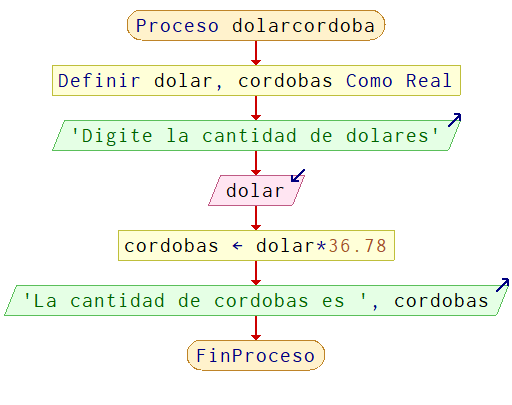 Proceso dolarcordoba
Definir dolar, cordobas Como Real
'Digite la cantidad de dolares'
dolar
cordobas ← dolar*36.78
'La cantidad de cordobas es ', cordobas
FinProceso